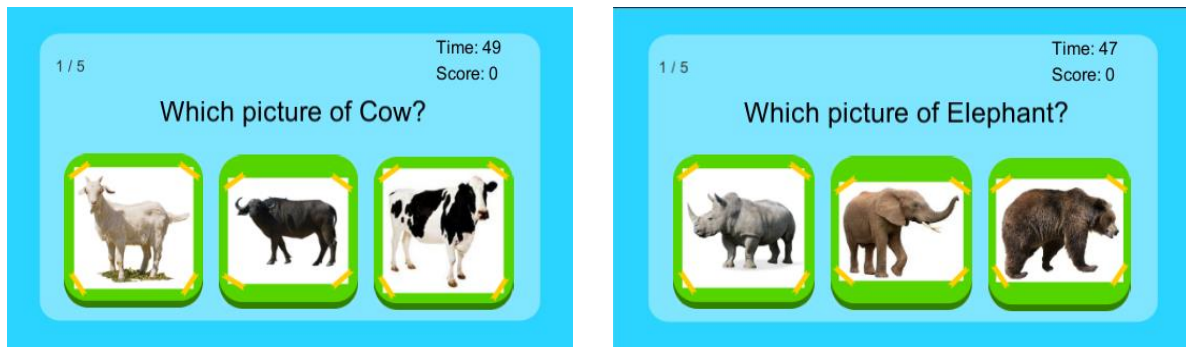 Time: 49
1 / 5
Score: 0
Which picture of Cow?
Time: 47
1 / 5
Score: 0
Which picture of Elephant?